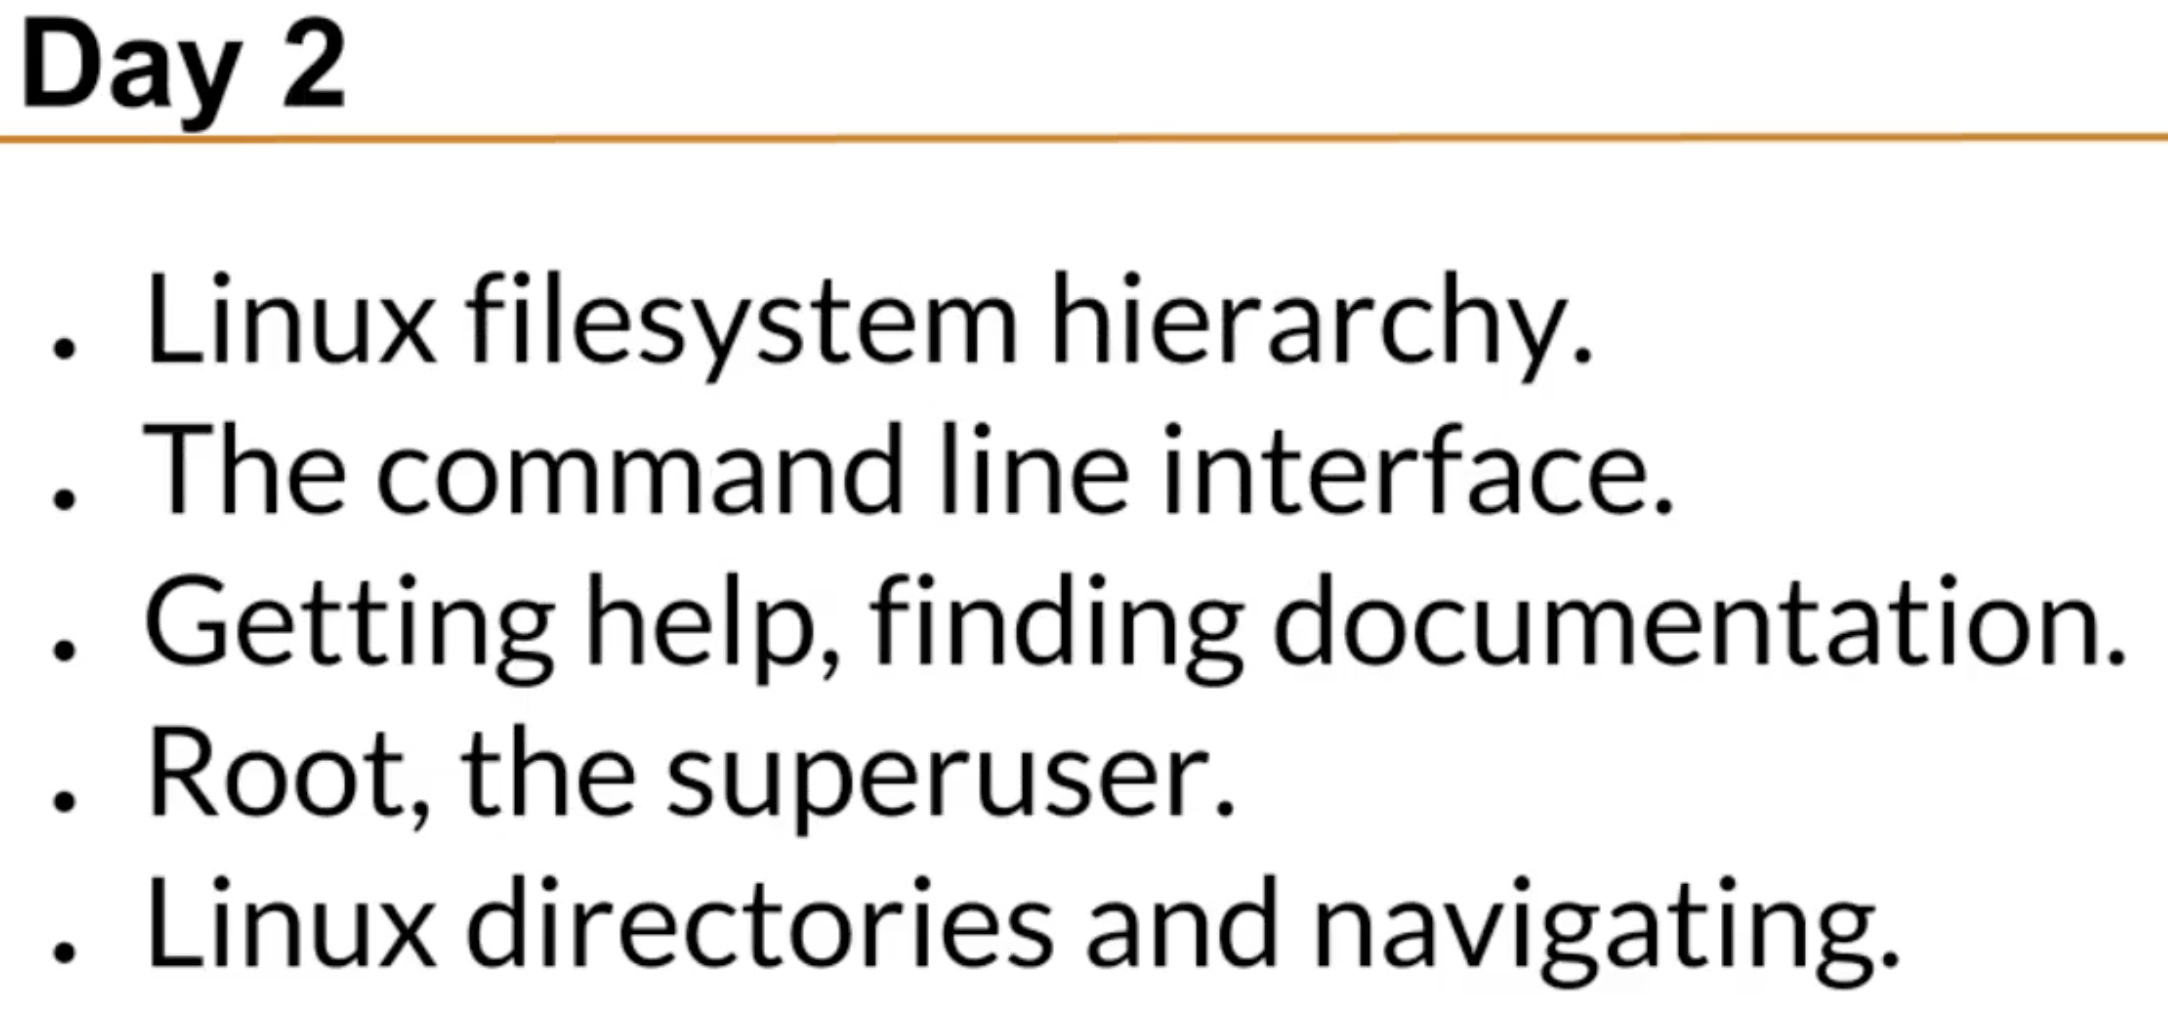 Day 2
• Linux filesystem hierarchy.
• The command line interface.
• Getting help, finding documentation.
• Root, the superuser.
• Linux directories and navigating.